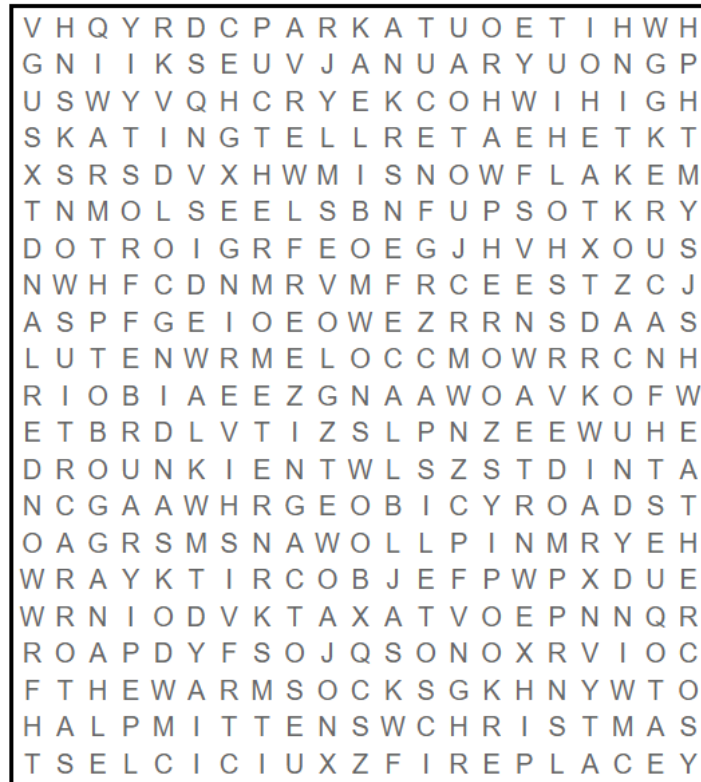 V H Q Y R D C P A R K A T U O E T I H W H
G N I I K S E U V J A N U A R Y U O N G P
U S W Y V Q H C R Y E K C O H W I H I G H
S K A T I N G T E L L R E T A E H E T K T
X S R S D V X H W M I S N O W F L A K E M
T N M O L S E E L S B N F U P S O T K R Y
D O T R O I G R F E O E G J H V H X O U S
N W H F C D N M R V M F R C E E S T Z C J
A S P F G E I O E O W E Z R R N S D A A S
L U T E N W R M E L O C C M O W R R C N H
R I O B I A E E Z G N A A W O A V K O F W
E T B R D L V T I Z S L P N Z E E W U H E
D R O U N K I E N T W L S Z S T D I N T A
N C G A A W H R G E O B I C Y R O A D S T
O A G R S M S N A W O L L P I N M R Y E H
W R A Y K T I R C O B J E F P W P X D U E
W R N I O D V K T A X A T V O E P N N Q R
R O A P D Y F S O J Q S O N O X R V I O C
F T H E W A R M S O C K S G K H N Y W T O
H A L P M I T T E N S W C H R I S T M A S
T S E L C I C I U X Z F I R E P L A C E Y